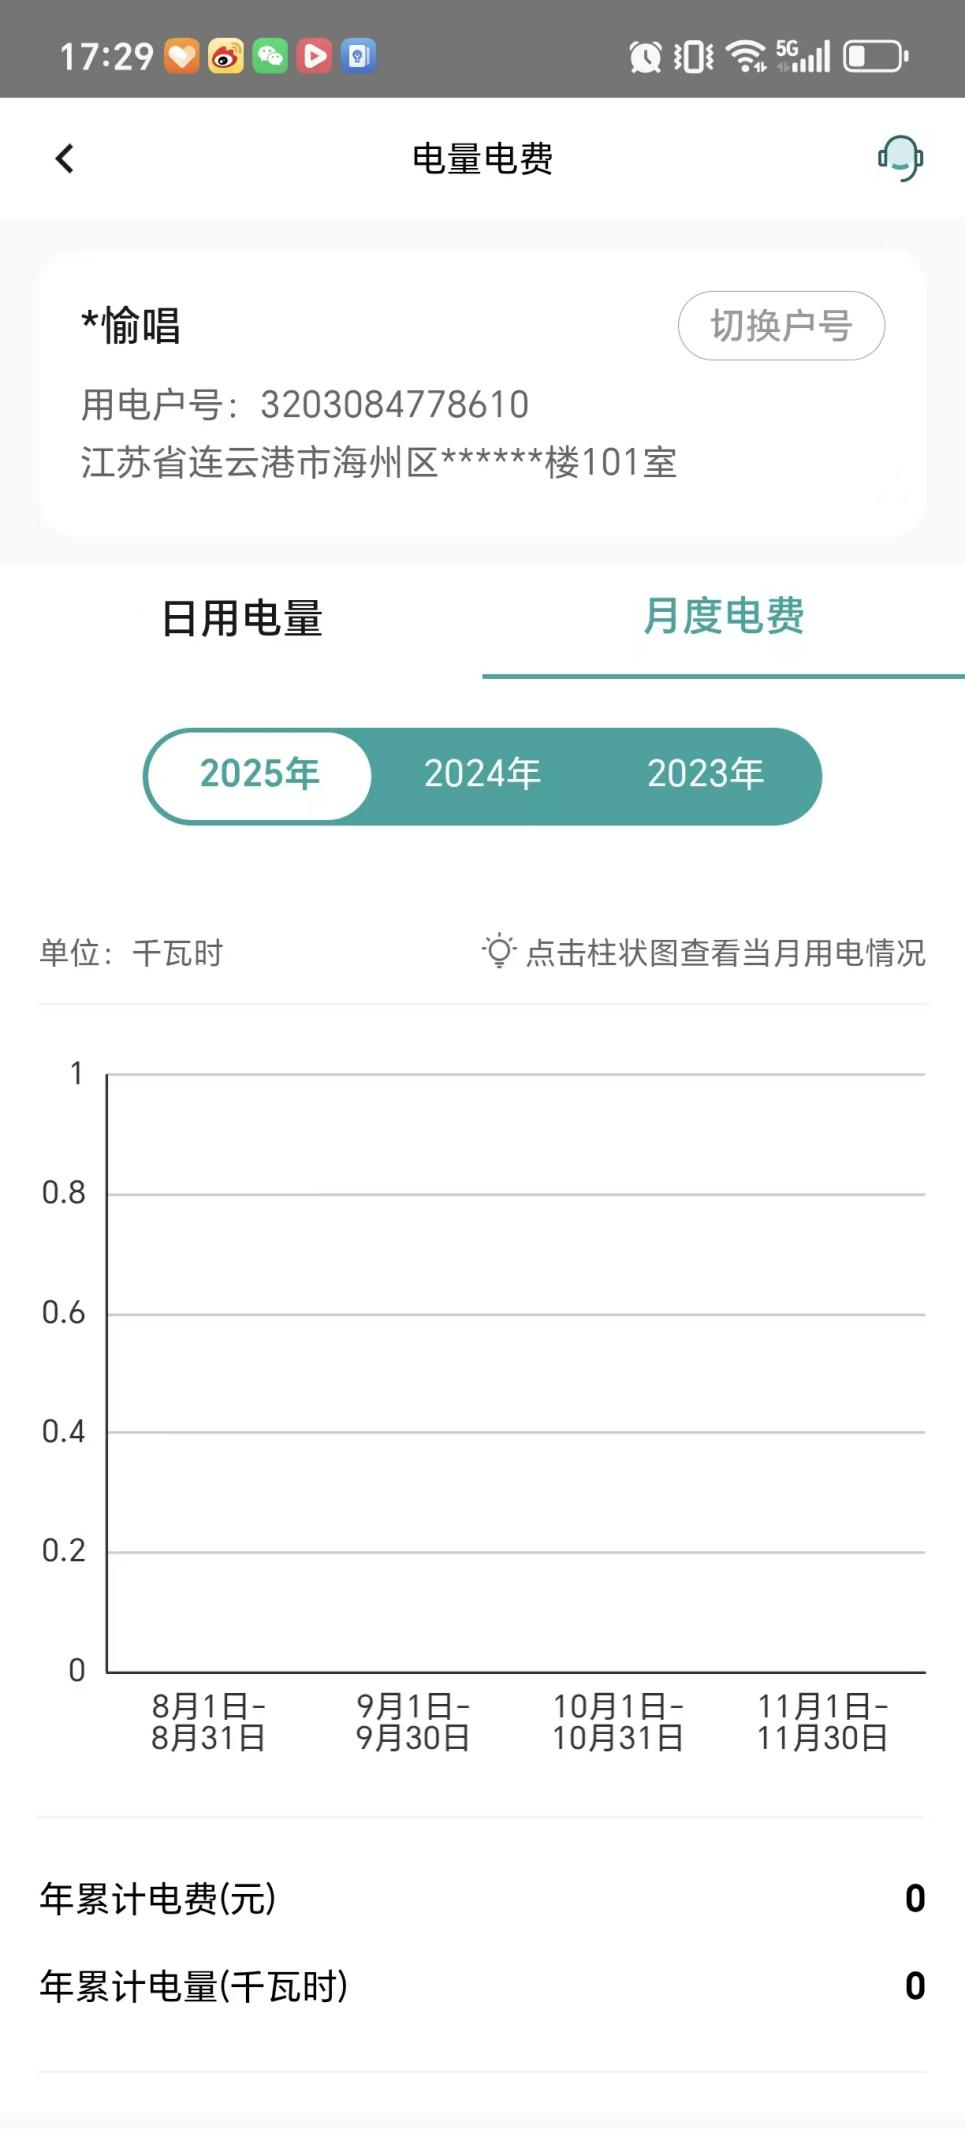 17:29
5G
电量电费
*愉唱
切换户号
用电户号：3203084778610
江苏省连云港市海州区******楼101室
日用电量
月度电费
2025年
2024年
2023年
单位：千瓦时
点击柱状图查看当月用电情况
1
0.8
0.6
0.4
0.2
0
8月1日-
8月31日
9月1日-
9月30日
10月1日-
10月31日
11月1日-
11月30日
年累计电费(元)
0
年累计电量(千瓦时)
0